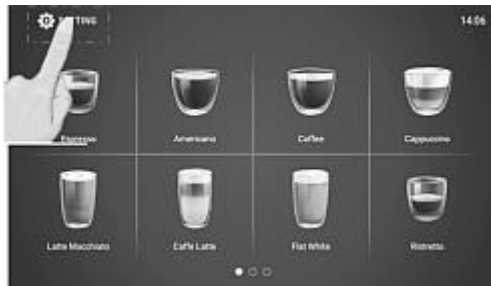 SETTING 14:06
Espresso Americano Coffee Cappuccino
Latte Macchiato Caffe Latte Flat White Ristretto